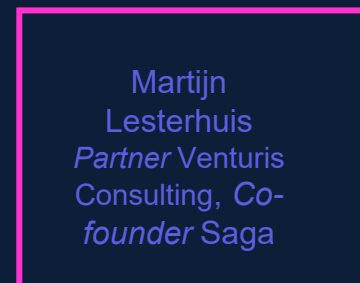 Martijn
Lesterhuis
Partner Venturis
Consulting, Co-
founder Saga